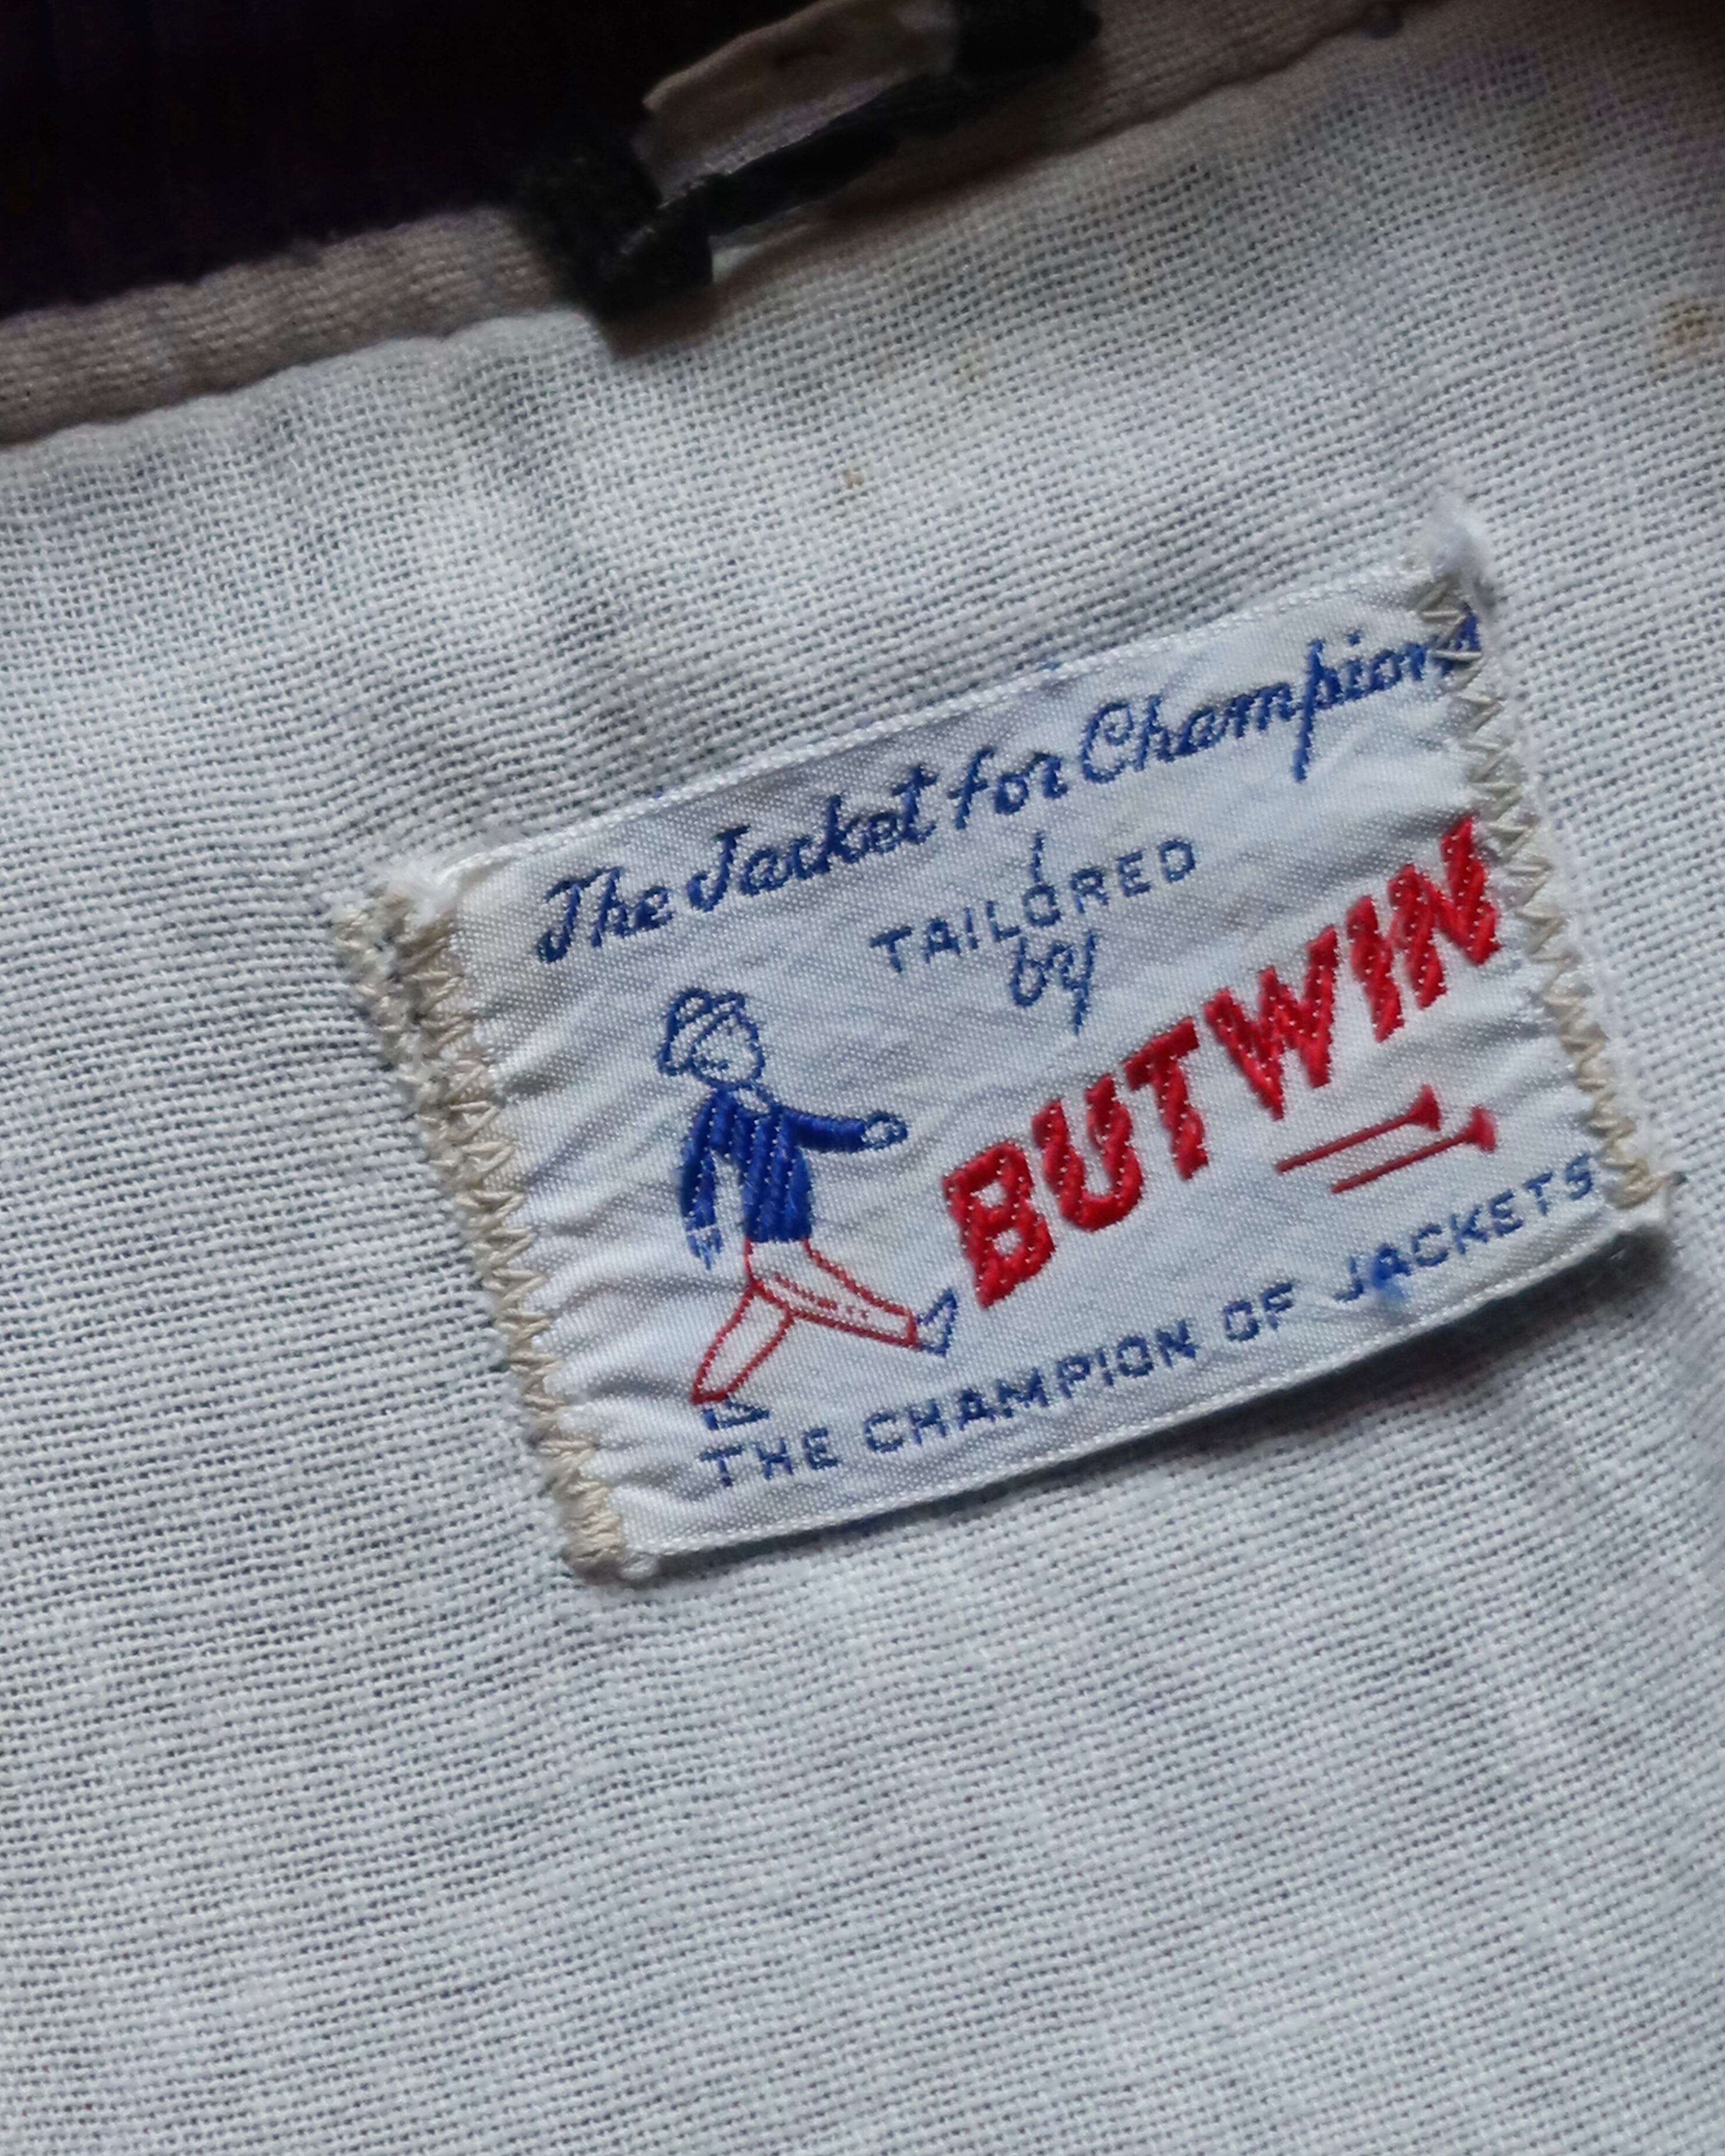 The Jacket for Champions
TAILORED
by
BUTWIN
THE CHAMPION OF JACKETS